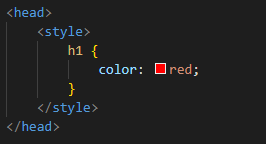 <head>
<style>
h1 {
color: red;
}
</style>
</head>